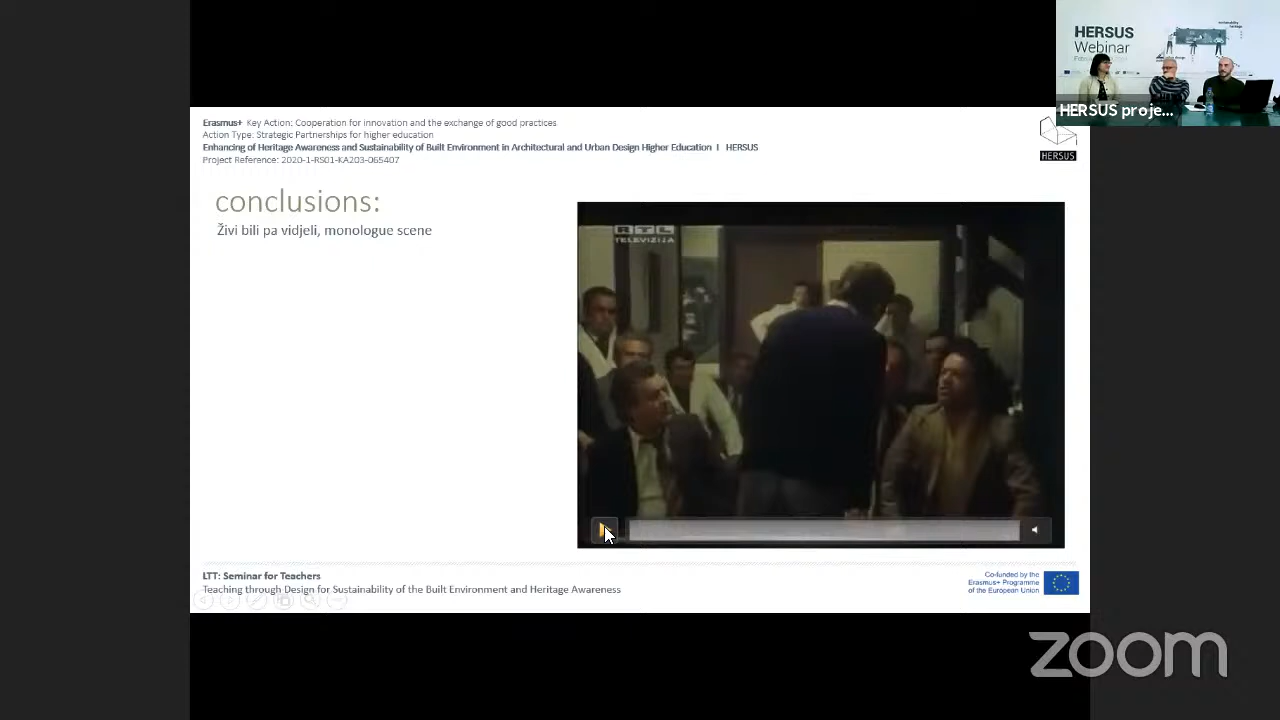 HERSUS
Webinar
HERSUS proje...
Erasmus+ Key Action: Cooperation for innovation and the exchange of good practices
Action Type: Strategic Partnerships for higher education
Enhancing of Heritage Awareness and Sustainability of Built Environment in Architectural and Urban Design Higher Education I HERSUS
Project Reference: 2020-1-RS01-KA203-065407
HERSUS
conclusions:
Živi bili pa vidjeli, monologue scene
RTL
TELEVIZIJA
LTT: Seminar for Teachers
Teaching through Design for Sustainability of the Built Environment and Heritage Awareness
Co-funded by the
Erasmus+ Programme
of the European Union
zoom